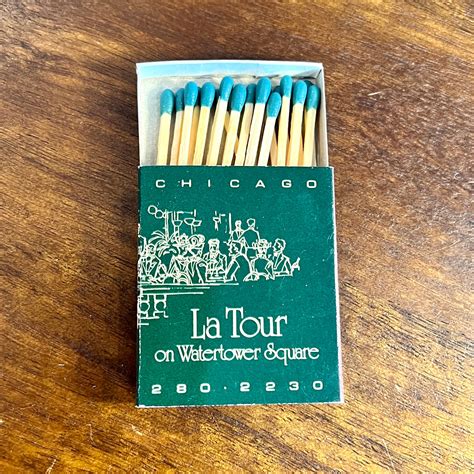 CHICAGO
La Tour
on Watertower Square
280·2230